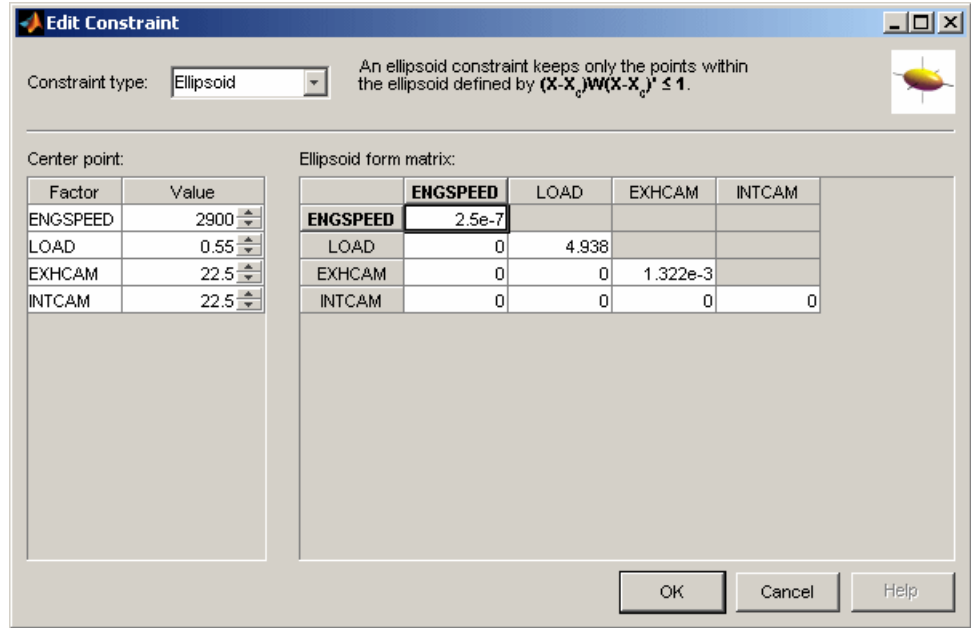 Edit Constraint
Constraint type: Ellipsoid
An ellipsoid constraint keeps only the points within
the ellipsoid defined by (X-Xc)W(X-Xc)' ≤ 1.
Center point:
Factor Value
ENGSPEED 2900
LOAD 0.55
EXHCAM 22.5
INTCAM 22.5
Ellipsoid form matrix:
ENGSPEED LOAD EXHCAM INTCAM
ENGSPEED 2.5e-7
LOAD 0 4.938
EXHCAM 0 0 1.322e-3
INTCAM 0 0 0 0
OK Cancel Help